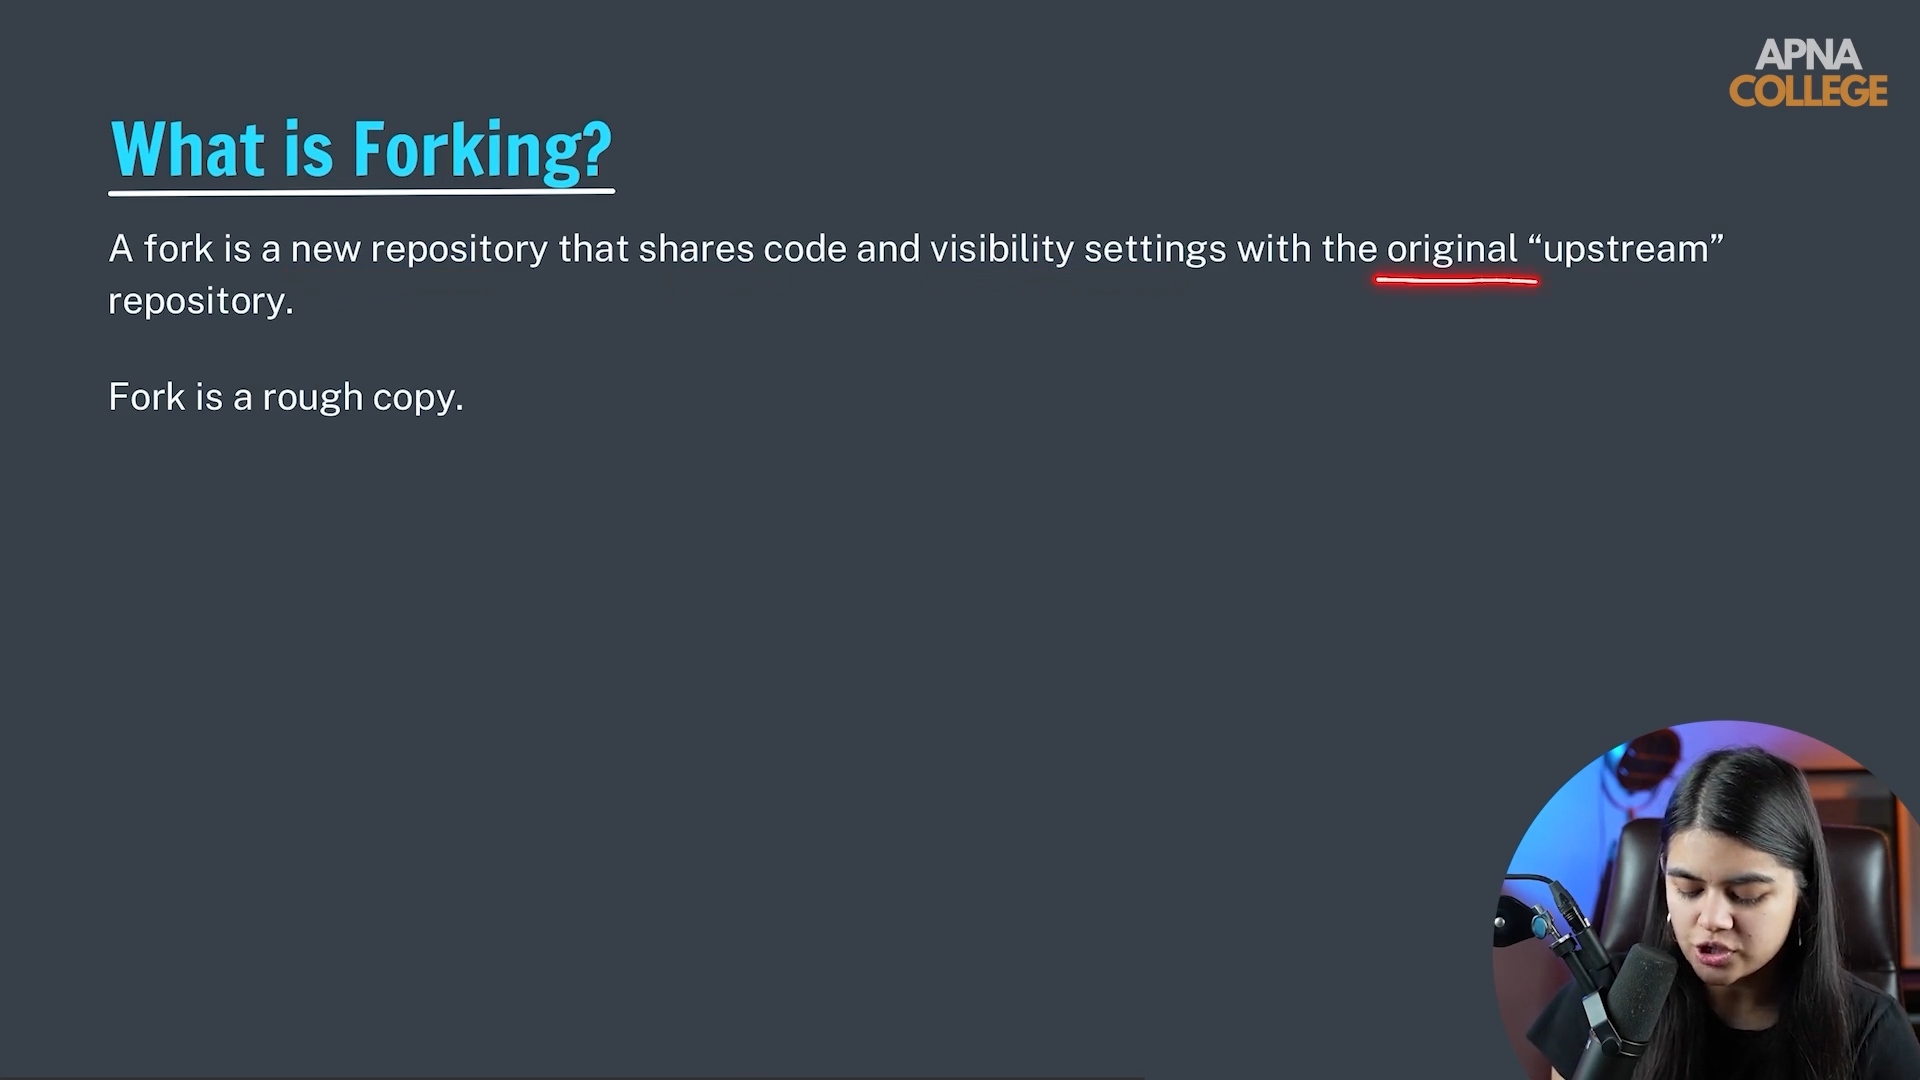 APNA
COLLEGE
What is Forking?
A fork is a new repository that shares code and visibility settings with the original “upstream”
repository.
Fork is a rough copy.